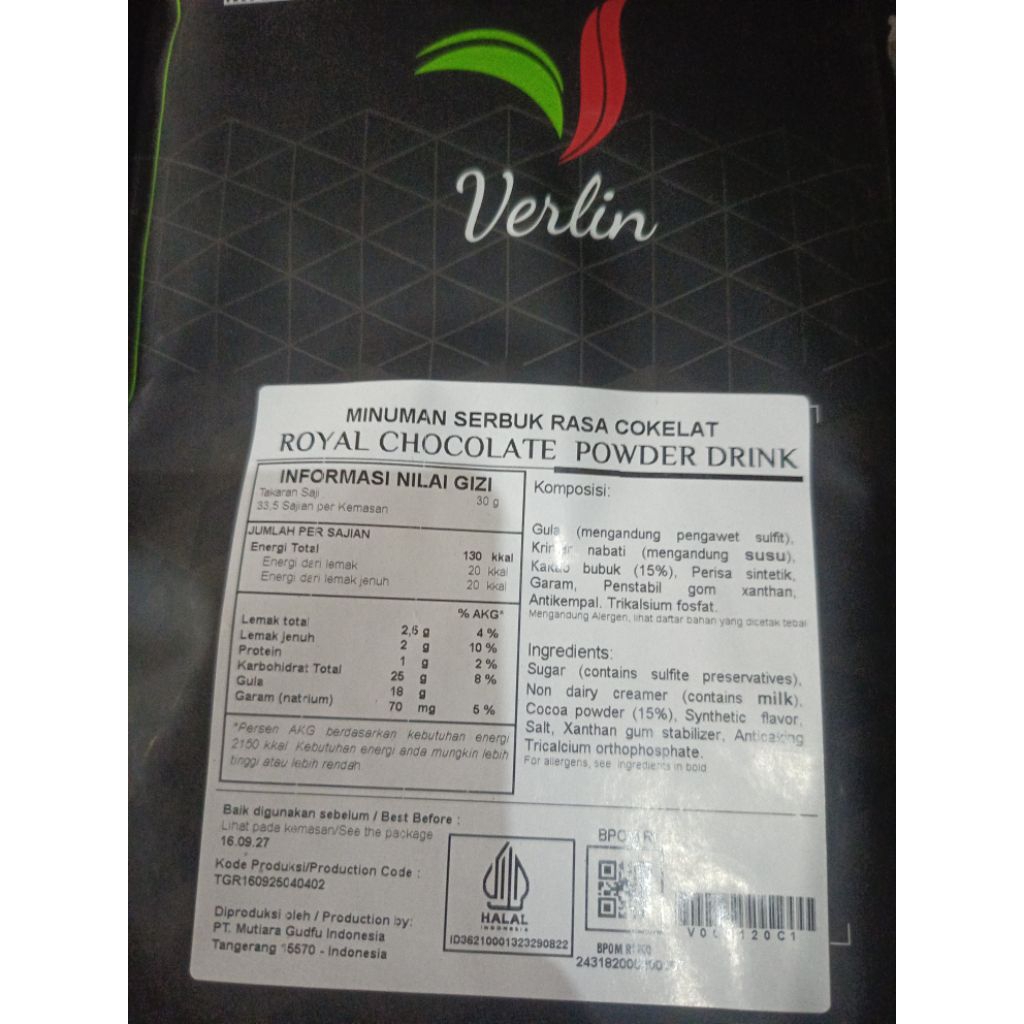 Verlin
MINUMAN SERBUK RASA COKELAT
ROYAL CHOCOLATE POWDER DRINK
INFORMASI NILAI GIZI
Takaran Saji 30 g
33,5 Sajian per Kemasan
JUMLAH PER SAJIAN
Energi Total 130 kkal
Energi dari lemak 20 kkal
Energi dari lemak jenuh 20 kkal
% AKG*
Lemak total 2,5 g 4 %
Lemak jenuh 2 g 10 %
Protein 1 g 2 %
Karbohidrat Total 25 g 8 %
Gula 18 g
Garam (natrium) 70 mg 5 %
*Persen AKG berdasarkan kebutuhan energi
2150 kkal. Kebutuhan energi anda mungkin lebih
tinggi atau lebih rendah
Komposisi:
Gula (mengandung pengawet sulfit),
nabati (mengandung susu),
bubuk (15%), Perisa sintetik,
Garam, Penstabil gom xanthan,
Antikempal. Trikalsium fosfat.
Mengandung Alergen, lihat daftar bahan yang dicetak tebal
Ingredients:
Sugar (contains sulfite preservatives),
Non dairy creamer (contains milk),
Cocoa powder (15%), Synthetic flavor,
Salt, Xanthan gum stabilizer, Anticaking
Tricalcium orthophosphate.
For allergens, see ingredients in bold
Baik digunakan sebelum / Best Before :
Lihat pada kemasan/See the package
16.09.27
Kode Produksi/Production Code :
TGR160925040402
Diproduksi oleh / Production by:
PT. Mutiara Gudfu Indonesia
Tangerang 15570 - Indonesia
HALAL
INDONESIA
ID36210001323290822
BPOM
BPOM